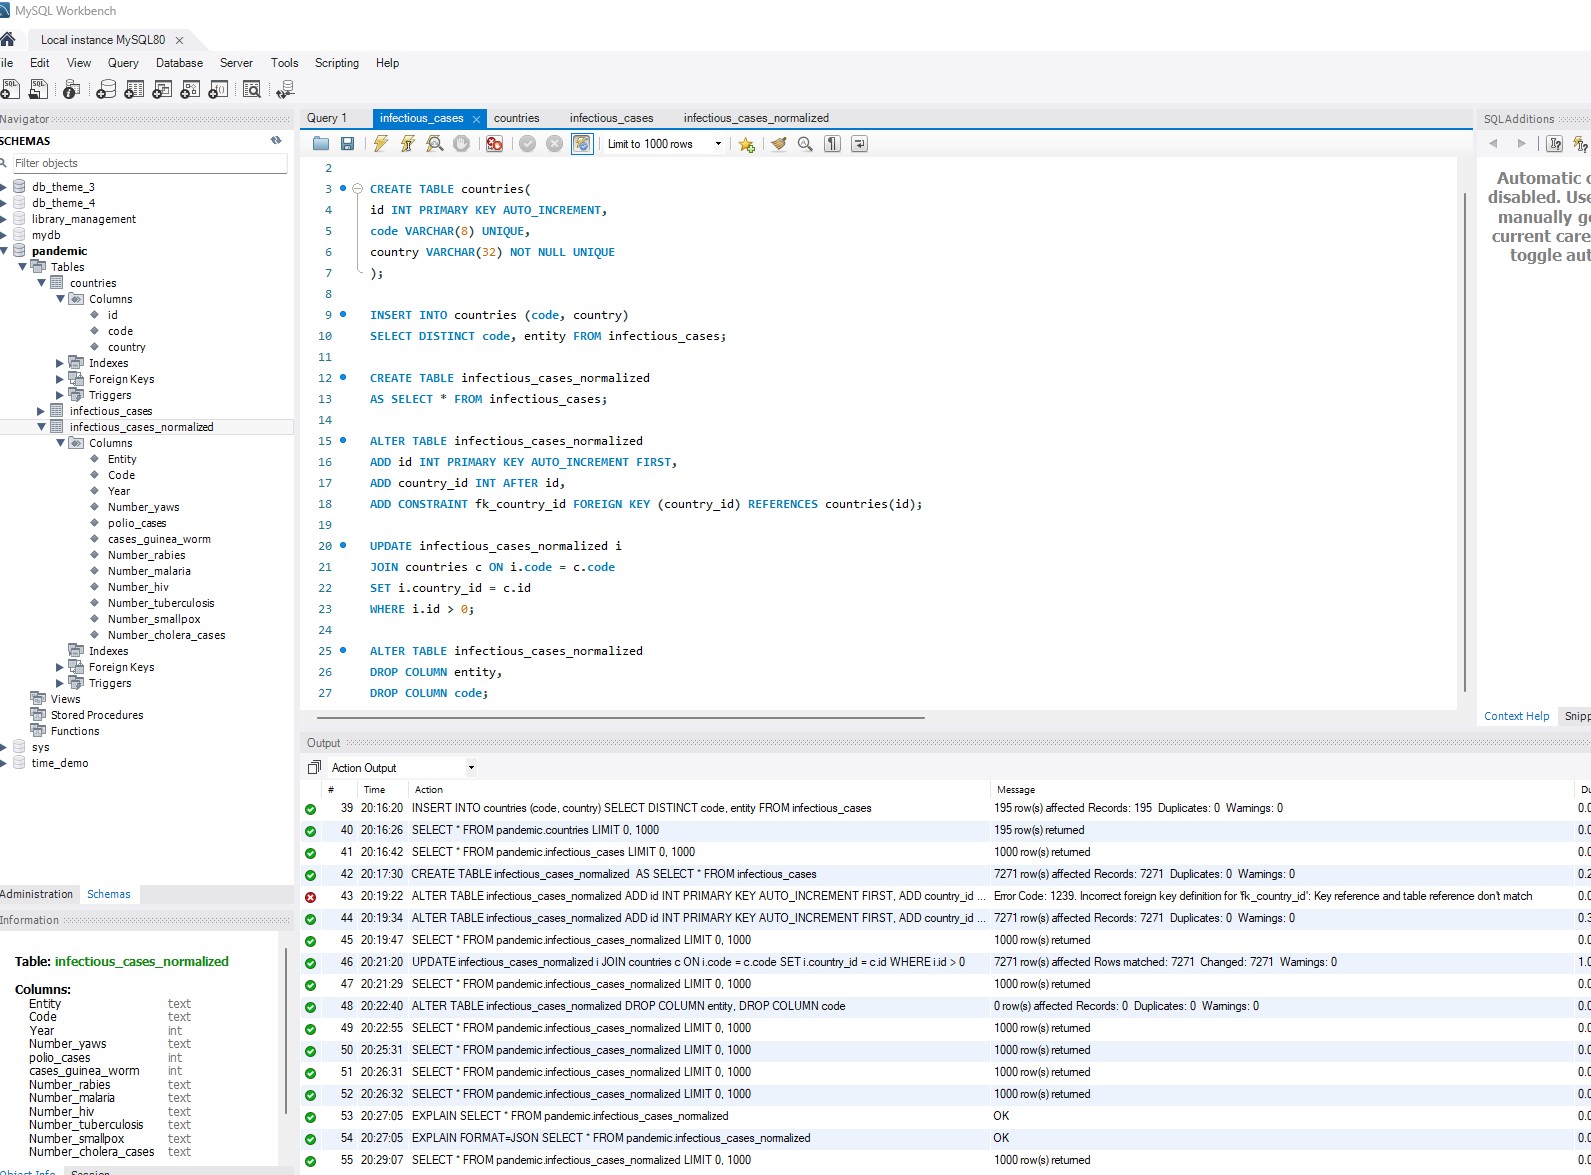 MySQL Workbench
Local instance MySQL80
ile Edit View Query Database Server Tools Scripting Help
Navigator
SCHEMAS
Filter objects
db_theme_3
db_theme_4
library_management
mydb
pandemic
Tables
countries
Columns
id
code
country
Indexes
Foreign Keys
Triggers
infectious_cases
infectious_cases_normalized
Columns
Entity
Code
Year
Number_yaws
polio_cases
cases_guinea_worm
Number_rabies
Number_malaria
Number_hiv
Number_tuberculosis
Number_smallpox
Number_cholera_cases
Indexes
Foreign Keys
Triggers
Views
Stored Procedures
Functions
sys
time_demo
Administration Schemas
Information
Table: infectious_cases_normalized
Columns:
Entity text
Code text
Year int
Number_yaws text
polio_cases int
cases_guinea_worm int
Number_rabies text
Number_malaria text
Number_hiv text
Number_tuberculosis text
Number_smallpox text
Number_cholera_cases text
Object Info Session
Query 1 infectious_cases countries infectious_cases infectious_cases_normalized
Limit to 1000 rows
2
3 CREATE TABLE countries(
4 id INT PRIMARY KEY AUTO_INCREMENT,
5 code VARCHAR(8) UNIQUE,
6 country VARCHAR(32) NOT NULL UNIQUE
7 );
8
9 INSERT INTO countries (code, country)
10 SELECT DISTINCT code, entity FROM infectious_cases;
11
12 CREATE TABLE infectious_cases_normalized
13 AS SELECT * FROM infectious_cases;
14
15 ALTER TABLE infectious_cases_normalized
16 ADD id INT PRIMARY KEY AUTO_INCREMENT FIRST,
17 ADD country_id INT AFTER id,
18 ADD CONSTRAINT fk_country_id FOREIGN KEY (country_id) REFERENCES countries(id);
19
20 UPDATE infectious_cases_normalized i
21 JOIN countries c ON i.code = c.code
22 SET i.country_id = c.id
23 WHERE i.id > 0;
24
25 ALTER TABLE infectious_cases_normalized
26 DROP COLUMN entity,
27 DROP COLUMN code;
SQLAdditions
Automatic c
disabled. Use
manually ge
current care
toggle aut
Context Help Snipp
Output
Action Output
# Time Action Message Du
39 20:16:20 INSERT INTO countries (code, country) SELECT DISTINCT code, entity FROM infectious_cases 195 row(s) affected Records: 195 Duplicates: 0 Warnings: 0 0.0
40 20:16:26 SELECT * FROM pandemic.countries LIMIT 0, 1000 195 row(s) returned 0.0
41 20:16:42 SELECT * FROM pandemic.infectious_cases LIMIT 0, 1000 1000 row(s) returned 0.0
42 20:17:30 CREATE TABLE infectious_cases_normalized AS SELECT * FROM infectious_cases 7271 row(s) affected Records: 7271 Duplicates: 0 Warnings: 0 0.2
43 20:19:22 ALTER TABLE infectious_cases_normalized ADD id INT PRIMARY KEY AUTO_INCREMENT FIRST, ADD country_id ... Error Code: 1239. Incorrect foreign key definition for 'fk_country_id': Key reference and table reference don't match 0.0
44 20:19:34 ALTER TABLE infectious_cases_normalized ADD id INT PRIMARY KEY AUTO_INCREMENT FIRST, ADD country_id ... 7271 row(s) affected Records: 7271 Duplicates: 0 Warnings: 0 0.3
45 20:19:47 SELECT * FROM pandemic.infectious_cases_normalized LIMIT 0, 1000 1000 row(s) returned 0.0
46 20:21:20 UPDATE infectious_cases_normalized i JOIN countries c ON i.code = c.code SET i.country_id = c.id WHERE i.id > 0 7271 row(s) affected Rows matched: 7271 Changed: 7271 Warnings: 0 1.0
47 20:21:29 SELECT * FROM pandemic.infectious_cases_normalized LIMIT 0, 1000 1000 row(s) returned 0.0
48 20:22:40 ALTER TABLE infectious_cases_normalized DROP COLUMN entity, DROP COLUMN code 0 row(s) affected Records: 0 Duplicates: 0 Warnings: 0 0.0
49 20:22:55 SELECT * FROM pandemic.infectious_cases_normalized LIMIT 0, 1000 1000 row(s) returned 0.0
50 20:25:31 SELECT * FROM pandemic.infectious_cases_normalized LIMIT 0, 1000 1000 row(s) returned 0.0
51 20:26:31 SELECT * FROM pandemic.infectious_cases_normalized LIMIT 0, 1000 1000 row(s) returned 0.0
52 20:26:32 SELECT * FROM pandemic.infectious_cases_normalized LIMIT 0, 1000 1000 row(s) returned 0.0
53 20:27:05 EXPLAIN SELECT * FROM pandemic.infectious_cases_normalized OK 0.0
54 20:27:05 EXPLAIN FORMAT=JSON SELECT * FROM pandemic.infectious_cases_normalized OK 0.0
55 20:29:07 SELECT * FROM pandemic.infectious_cases_normalized LIMIT 0, 1000 1000 row(s) returned 0.0